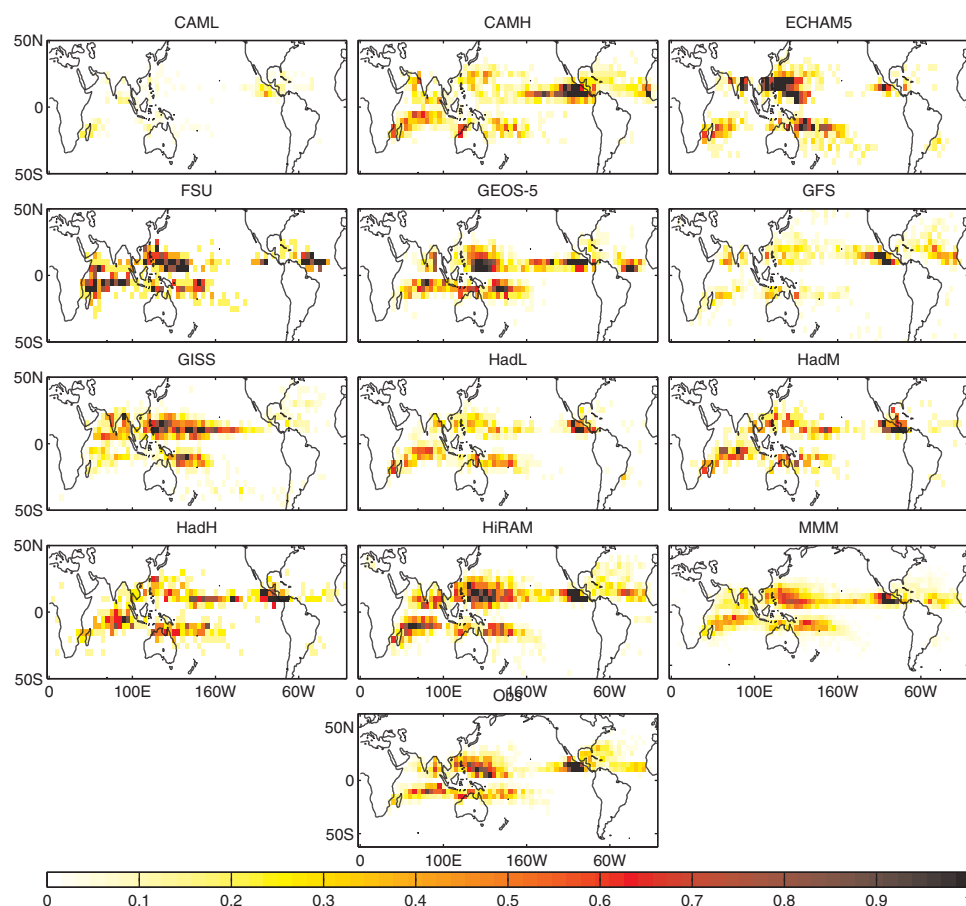 CAML CAMH ECHAM5
50N
0
50S
FSU GEOS-5 GFS
50N
0
50S
GISS HadL HadM
50N
0
50S
HadH HiRAM MMM
50N
0
50S
0 100E 160W 60W 0 100E 160W 60W 0 100E 160W 60W
Obs
50N
0
50S
0 100E 160W 60W
0 0.1 0.2 0.3 0.4 0.5 0.6 0.7 0.8 0.9